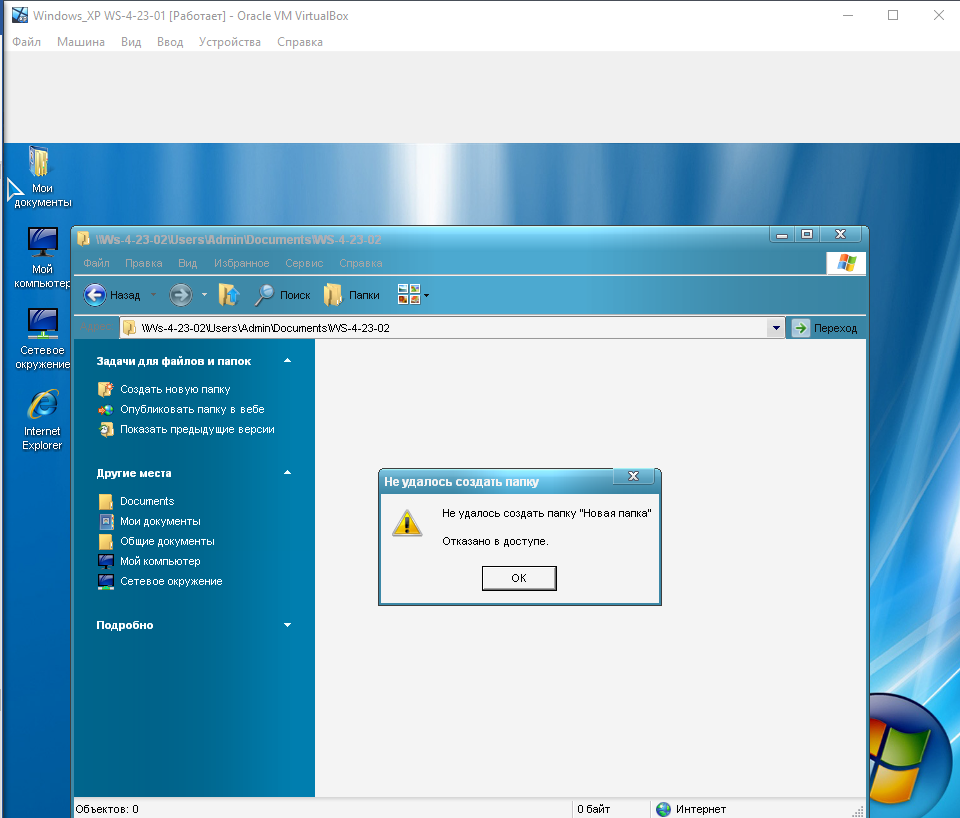 Windows_XP WS-4-23-01 [Работает] - Oracle VM VirtualBox
Файл Машина Вид Ввод Устройства Справка
Мои документы
Мой компьютер
Сетевое окружение
Internet Explorer
\\Ws-4-23-02\Users\Admin\Documents\WS-4-23-02
Файл Правка Вид Избранное Сервис Справка
Назад Поиск Папки
\\Ws-4-23-02\Users\Admin\Documents\WS-4-23-02 Переход
Задачи для файлов и папок
Создать новую папку
Опубликовать папку в вебе
Показать предыдущие версии
Другие места
Documents
Мои документы
Общие документы
Мой компьютер
Сетевое окружение
Подробно
Не удалось создать папку
Не удалось создать папку "Новая папка"
Отказано в доступе.
OK
Объектов: 0 0 байт Интернет